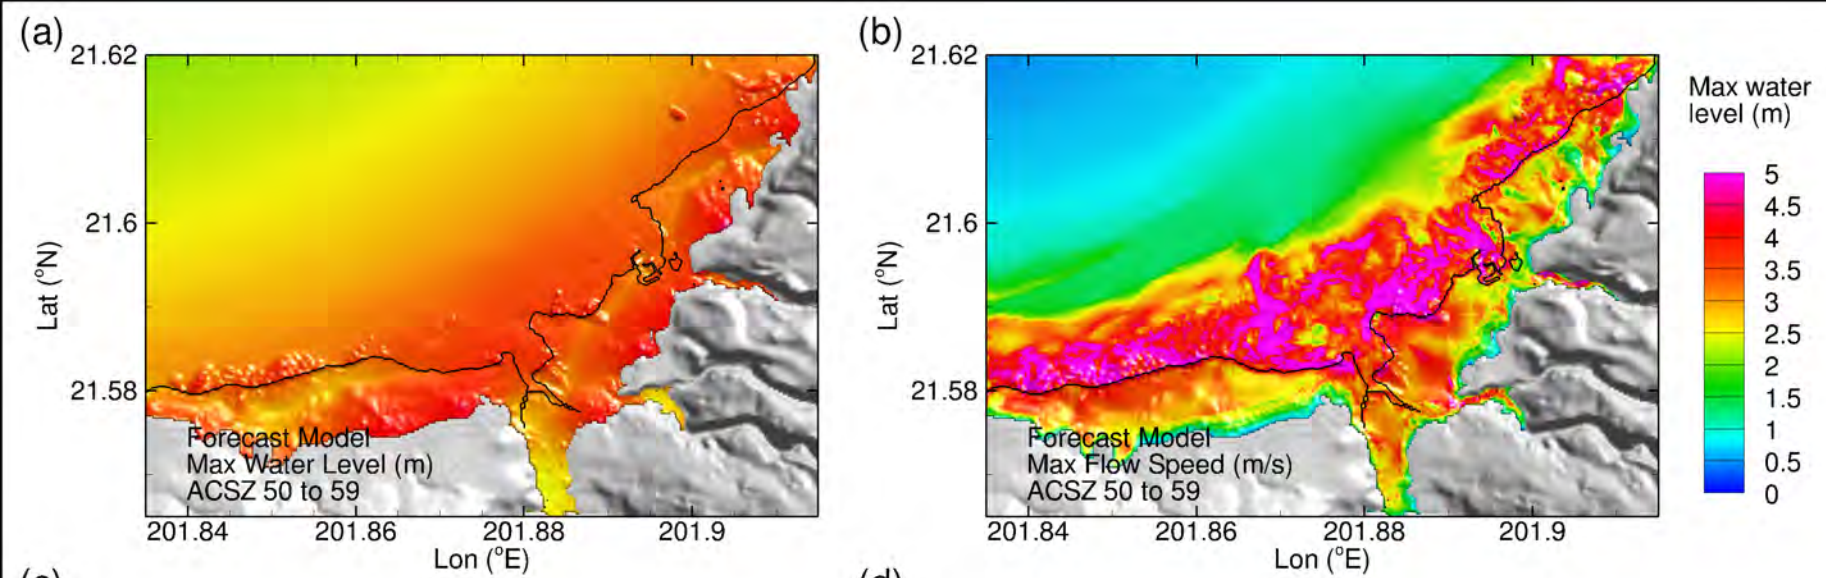 (a)
21.62
21.6
21.58
Lat (°N)
Forecast Model
Max Water Level (m)
ACSZ 50 to 59
201.84
201.86
201.88
201.9
Lon (°E)
(b)
21.62
21.6
21.58
Lat (°N)
Forecast Model
Max Flow Speed (m/s)
ACSZ 50 to 59
201.84
201.86
201.88
201.9
Lon (°E)
Max water
level (m)
5
4.5
4
3.5
3
2.5
2
1.5
1
0.5
0